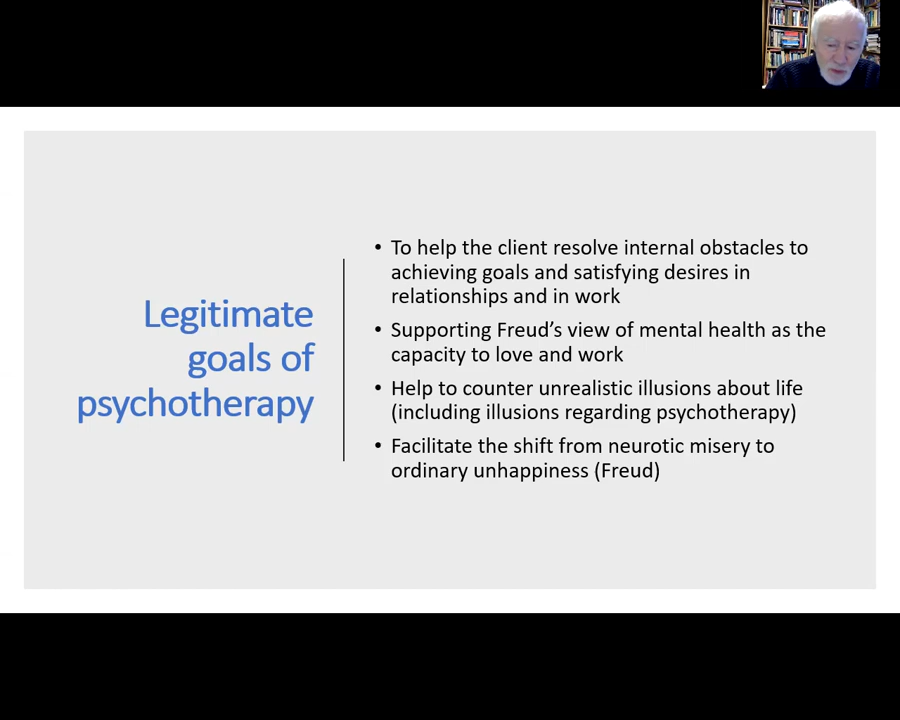 Legitimate
goals of
psychotherapy
• To help the client resolve internal obstacles to
achieving goals and satisfying desires in
relationships and in work
• Supporting Freud’s view of mental health as the
capacity to love and work
• Help to counter unrealistic illusions about life
(including illusions regarding psychotherapy)
• Facilitate the shift from neurotic misery to
ordinary unhappiness (Freud)